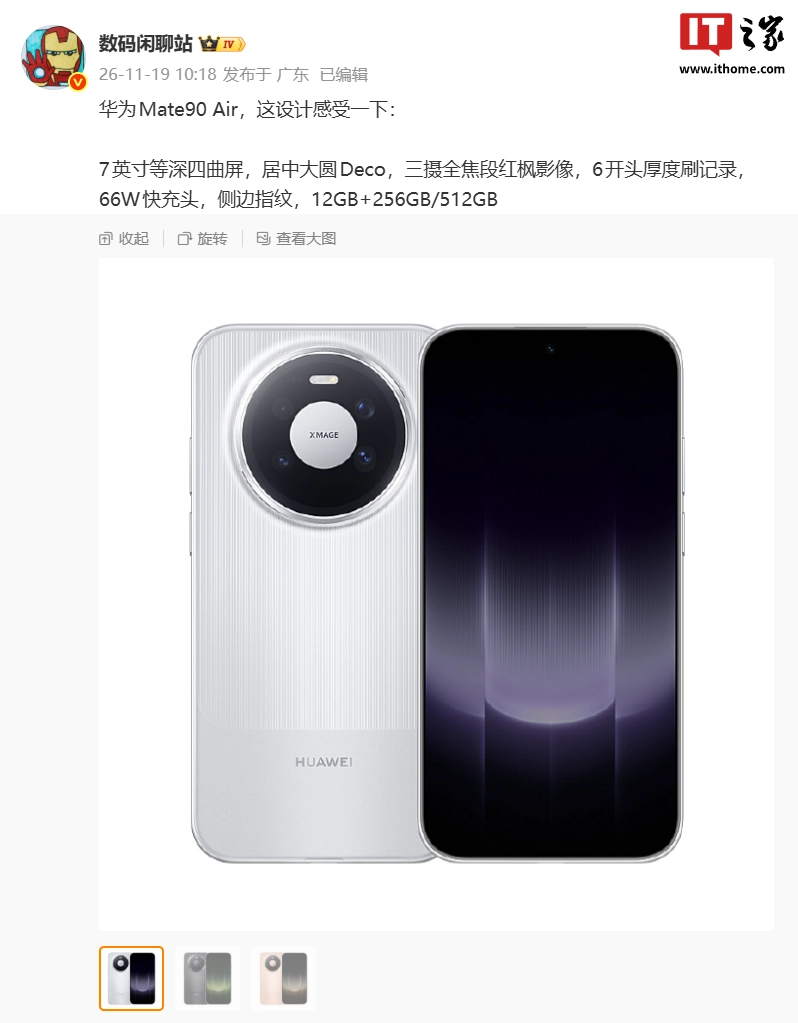 数码闲聊站 IV
IT之家
www.ithome.com
26-11-19 10:18 发布于 广东 已编辑
华为Mate90 Air，这设计感受一下：
7英寸等深四曲屏，居中大圆Deco，三摄全焦段红枫影像，6开头厚度刷记录，
66W快充头，侧边指纹，12GB+256GB/512GB
收起 旋转 查看大图
XMAGE
HUAWEI